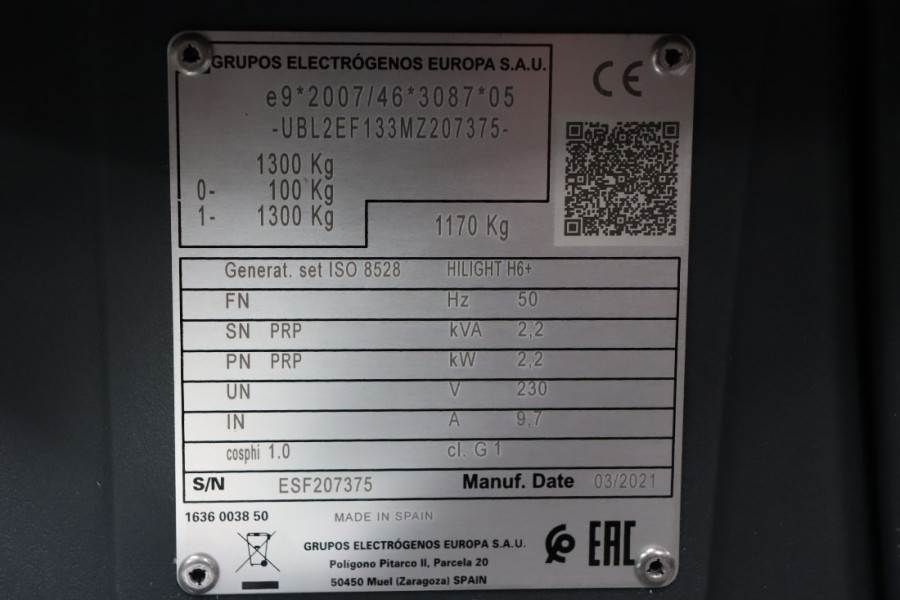 GRUPOS ELECTRÓGENOS EUROPA S.A.U.
e9*2007/46*3087*05
-UBL2EF133MZ207375-
1300 Kg
0- 100 Kg
1- 1300 Kg
1170 Kg
CE
Generat. set ISO 8528 HILIGHT H6+
FN Hz 50
SN PRP kVA 2,2
PN PRP kW 2,2
UN V 230
IN A 9,7
cosphi 1.0 cl. G 1
S/N ESF207375 Manuf. Date 03/2021
1636 0038 50 MADE IN SPAIN
GRUPOS ELECTRÓGENOS EUROPA S.A.U.
Polígono Pitarco II, Parcela 20
50450 Muel (Zaragoza) SPAIN
EAC